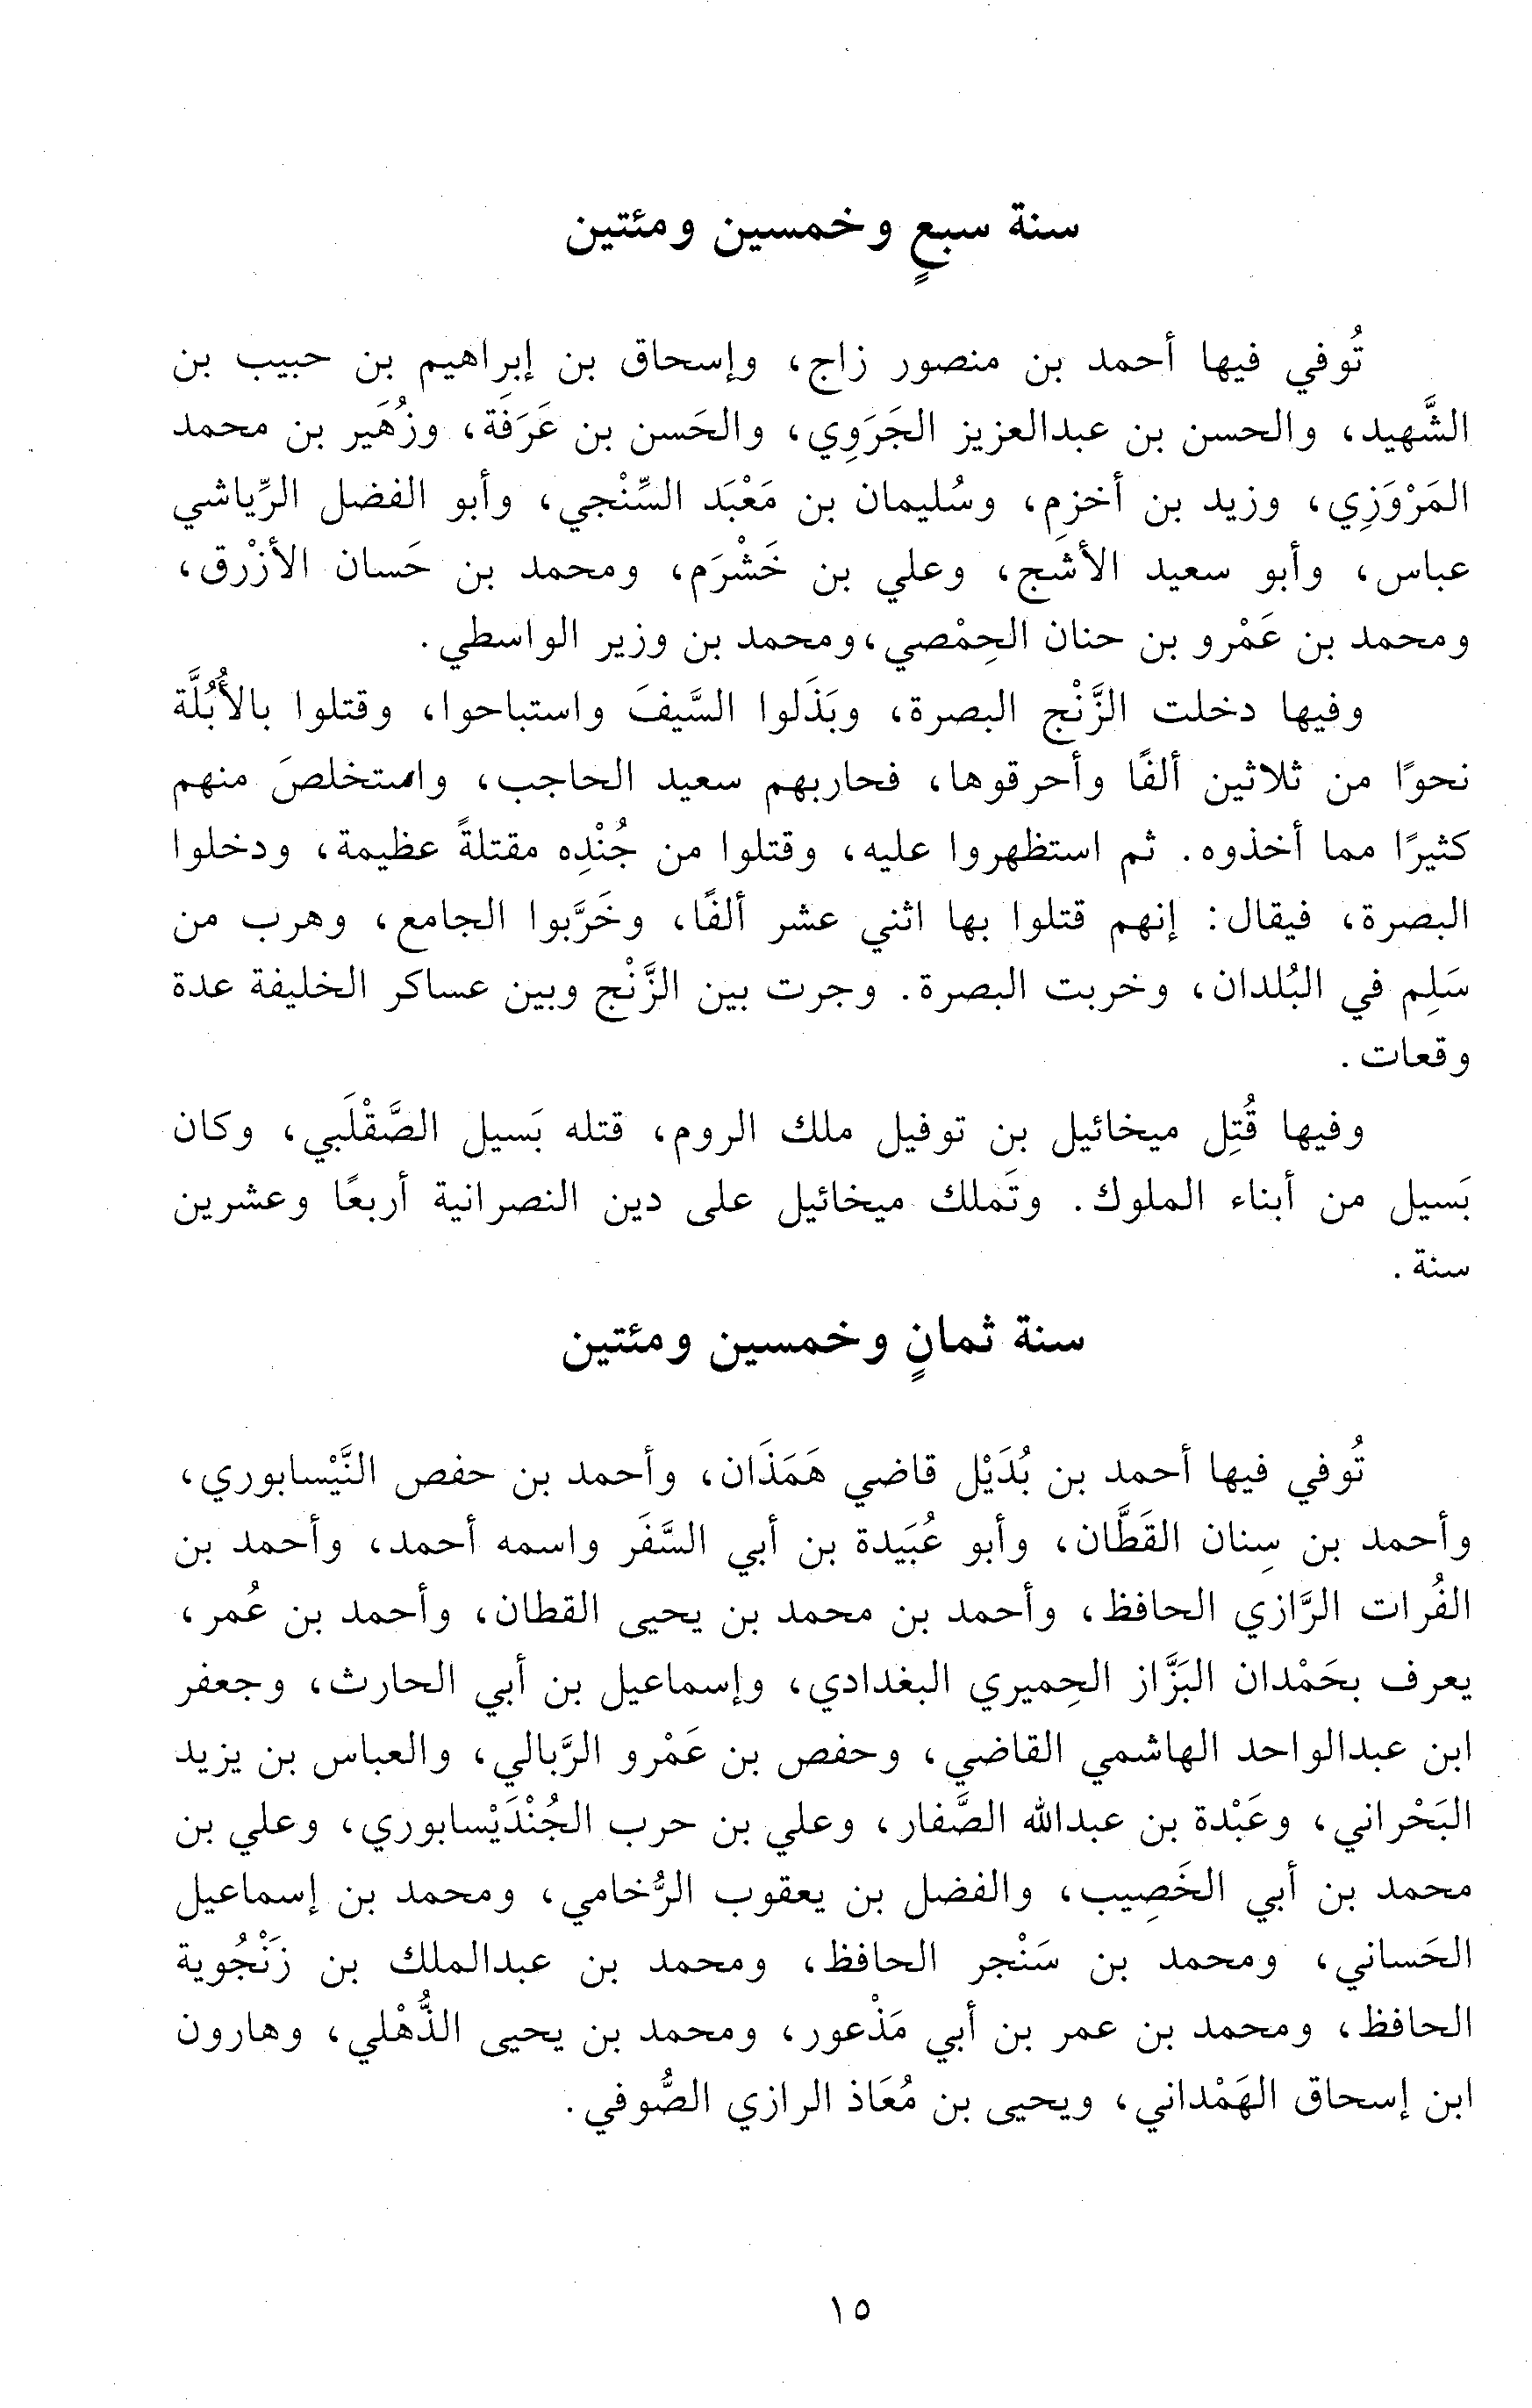 سنة سبعٍ وخمسين ومئتين
تُوفي فيها أحمد بن منصور زاج، وإسحاق بن إبراهيم بن حبيب بن
الشَّهيد، والحسن بن عبدالعزيز الجَرَوِي، والحَسن بن عَرَفَة، وزُهَير بن محمد
المَرْوَزِي، وزيد بن أخزِم، وسُليمان بن مَعْبَد السِّنْجي، وأبو الفضل الرِّياشي
عباس، وأبو سعيد الأشج، وعلي بن خَشْرَم، ومحمد بن حَسان الأزْرق،
ومحمد بن عَمْرو بن حنان الحِمْصي، ومحمد بن وزير الواسطي.
وفيها دخلت الزَّنْج البصرة، وبَذَلوا السَّيفَ واستباحوا، وقتلوا بالأُبُلَّة
نحوًا من ثلاثين ألفًا وأحرقوها، فحاربهم سعيد الحاجب، واستخلصَ منهم
كثيرًا مما أخذوه. ثم استظهروا عليه، وقتلوا من جُنْدِه مقتلةً عظيمة، ودخلوا
البصرة، فيقال: إنهم قتلوا بها اثني عشر ألفًا، وخَرَّبوا الجامع، وهرب من
سَلِم في البُلدان، وخربت البصرة. وجرت بين الزَّنْج وبين عساكر الخليفة عدة
وقعات.
وفيها قُتِل ميخائيل بن توفيل ملك الروم، قتله بَسيل الصَّقْلَبي، وكان
بَسيل من أبناء الملوك. وتَملك ميخائيل على دين النصرانية أربعًا وعشرين
سنة.
سنة ثمانٍ وخمسين ومئتين
تُوفي فيها أحمد بن بُدَيْل قاضي هَمَذَان، وأحمد بن حفص النَّيْسابوري،
وأحمد بن سِنان القَطَّان، وأبو عُبَيدة بن أبي السَّفَر واسمه أحمد، وأحمد بن
الفُرات الرَّازي الحافظ، وأحمد بن محمد بن يحيى القطان، وأحمد بن عُمر،
يعرف بحَمْدان البَزَّاز الحِميري البغدادي، وإسماعيل بن أبي الحارث، وجعفر
ابن عبدالواحد الهاشمي القاضي، وحفص بن عَمْرو الرَّبالي، والعباس بن يزيد
البَحْراني، وعَبْدة بن عبدالله الصَّفار، وعلي بن حرب الجُنْدَيْسابوري، وعلي بن
محمد بن أبي الخَصِيب، والفضل بن يعقوب الرُّخامي، ومحمد بن إسماعيل
الحَساني، ومحمد بن سَنْجر الحافظ، ومحمد بن عبدالملك بن زَنْجُوية
الحافظ، ومحمد بن عمر بن أبي مَذْعور، ومحمد بن يحيى الذُّهْلي، وهارون
ابن إسحاق الهَمْداني، ويحيى بن مُعَاذ الرازي الصُّوفي.
١٥